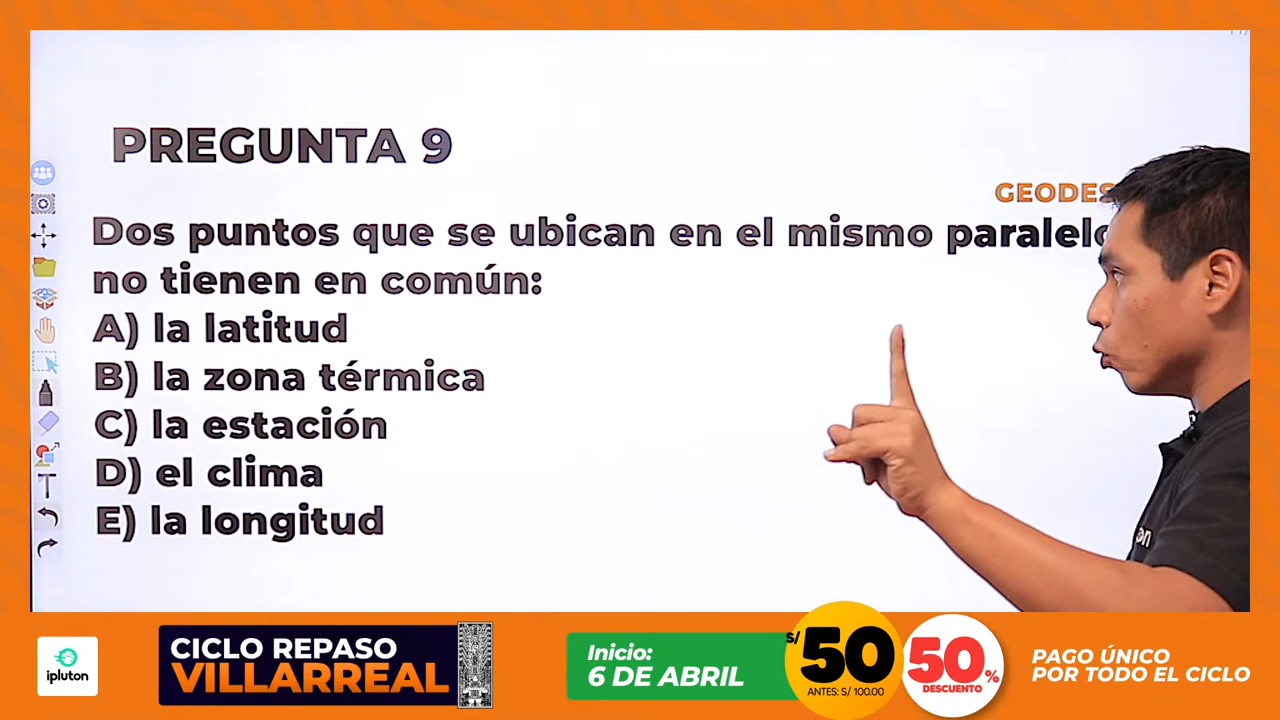 PREGUNTA 9
Dos puntos que se ubican en el mismo
no tienen en común:
A) la latitud
B) la zona térmica
C) la estación
D) el clima
E) la longitud
ipluton
CICLO REPASO
VILLARREAL
Inicio:
6 DE ABRIL
S/ 50
ANTES: S/ 100.00
50%
DESCUENTO
PAGO ÚNICO
POR TODO EL CICLO